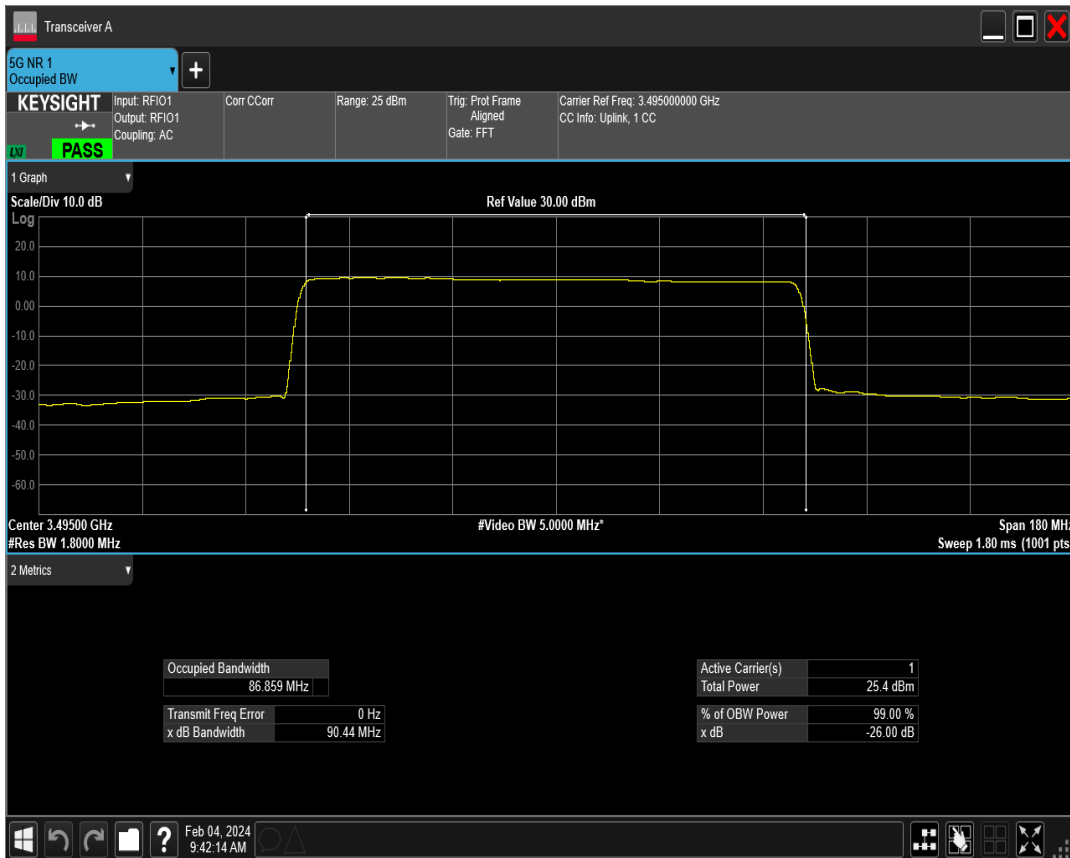 Transceiver A
5G NR 1
Occupied BW
+
KEYSIGHT
LXI
PASS
Input: RFIO1
Output: RFIO1
Coupling: AC
Corr CCorr
Range: 25 dBm
Trig: Prot Frame
Aligned
Gate: FFT
Carrier Ref Freq: 3.495000000 GHz
CC Info: Uplink, 1 CC
1 Graph
Scale/Div 10.0 dB
Ref Value 30.00 dBm
Log
20.0
10.0
0.00
-10.0
-20.0
-30.0
-40.0
-50.0
-60.0
Center 3.49500 GHz
#Video BW 5.0000 MHz*
Span 180 MHz
#Res BW 1.8000 MHz
Sweep 1.80 ms (1001 pts
2 Metrics
Occupied Bandwidth
86.859 MHz
Transmit Freq Error 0 Hz
x dB Bandwidth 90.44 MHz
Active Carrier(s) 1
Total Power 25.4 dBm
% of OBW Power 99.00 %
x dB -26.00 dB
?
Feb 04, 2024
9:42:14 AM